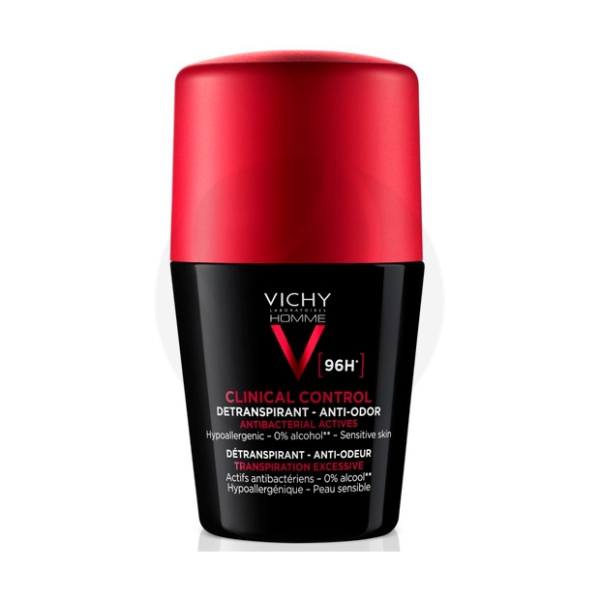 VICHY
LABORATOIRES
HOMME
V [96H*]
CLINICAL CONTROL
DETRANSPIRANT - ANTI-ODOR
ANTIBACTERIAL ACTIVES
Hypoallergenic – 0% alcohol** – Sensitive skin
DÉTRANSPIRANT - ANTI-ODEUR
TRANSPIRATION EXCESSIVE
Actifs antibactériens – 0% alcool**
Hypoallergénique – Peau sensible